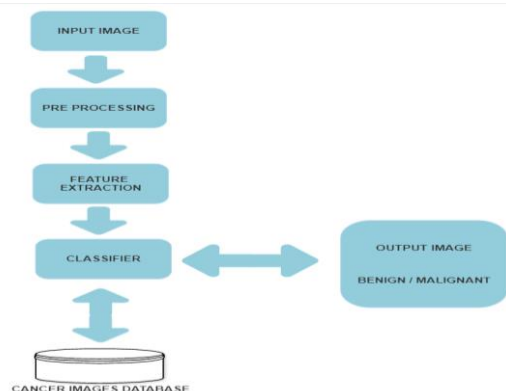 INPUT IMAGE
PRE PROCESSING
FEATURE
EXTRACTION
CLASSIFIER
OUTPUT IMAGE
BENIGN / MALIGNANT
CANCER IMAGES DATABASE